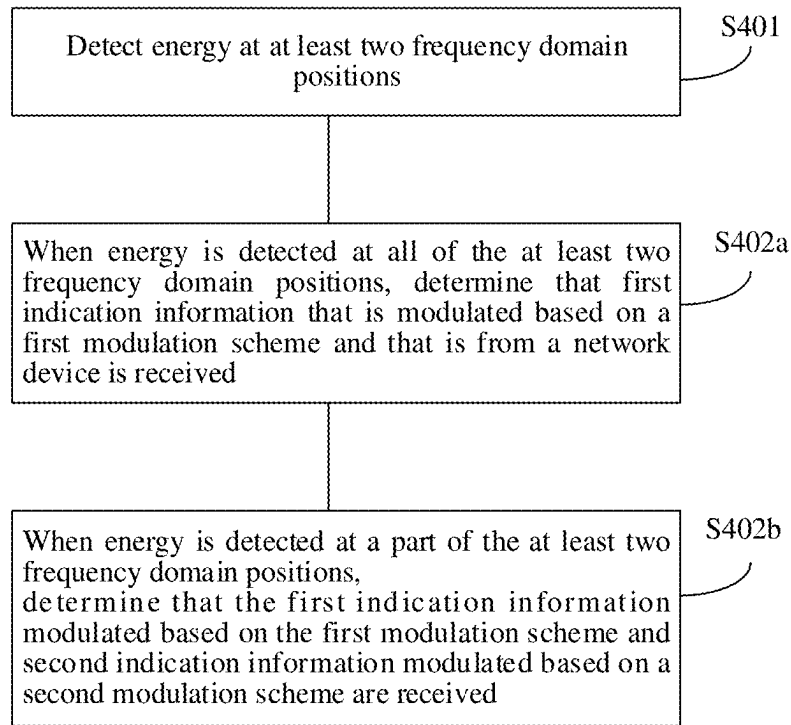 Detect energy at at least two frequency domain
positions
S401
When energy is detected at all of the at least two
frequency domain positions, determine that first
indication information that is modulated based on a
first modulation scheme and that is from a network
device is received
S402a
When energy is detected at a part of the at least two
frequency domain positions,
determine that the first indication information
modulated based on the first modulation scheme and
second indication information modulated based on a
second modulation scheme are received
S402b